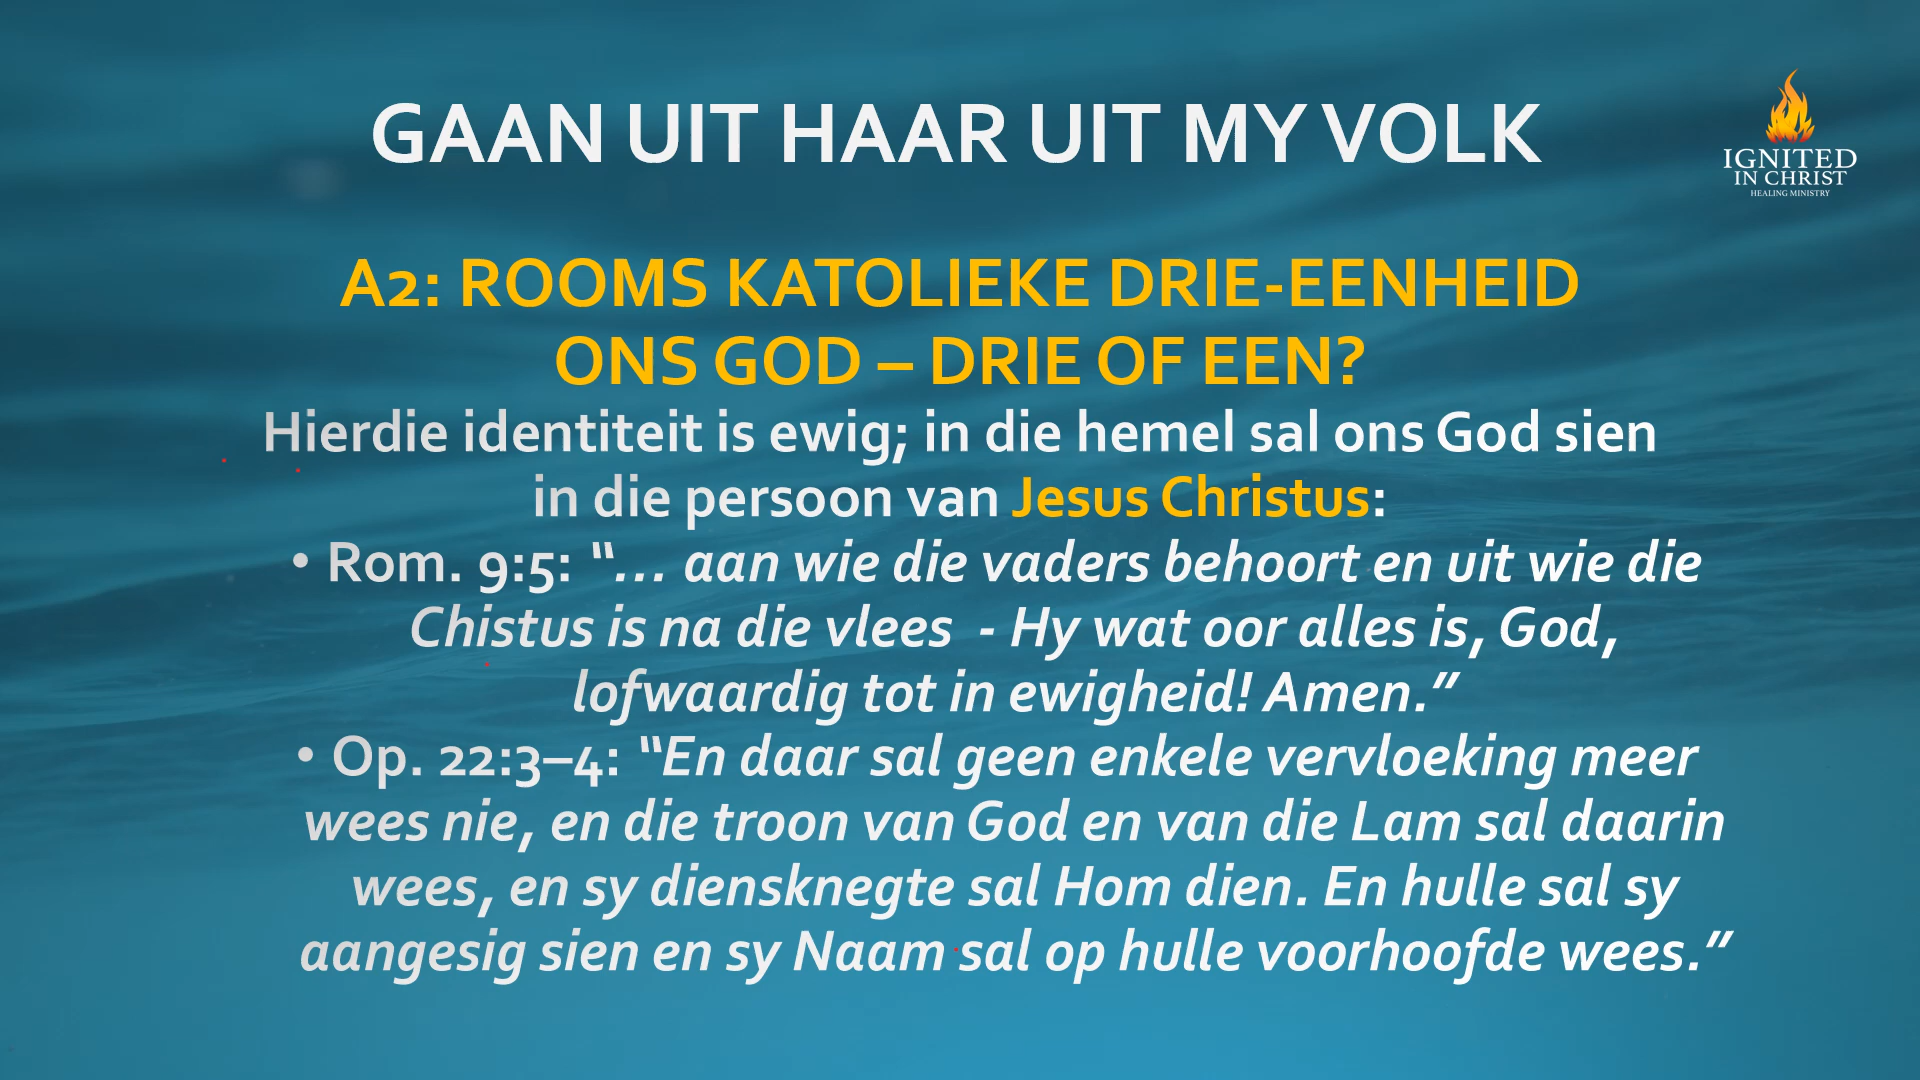 GAAN UIT HAAR UIT MY VOLK
IGNITED
IN CHRIST
HEALING MINISTRY
A2: ROOMS KATOLIEKE DRIE-EENHEID
ONS GOD – DRIE OF EEN?
Hierdie identiteit is ewig; in die hemel sal ons God sien
in die persoon van Jesus Christus:
• Rom. 9:5: “... aan wie die vaders behoort en uit wie die
Chistus is na die vlees - Hy wat oor alles is, God,
lofwaardig tot in ewigheid! Amen.”
• Op. 22:3–4: “En daar sal geen enkele vervloeking meer
wees nie, en die troon van God en van die Lam sal daarin
wees, en sy diensknegte sal Hom dien. En hulle sal sy
aangesig sien en sy Naam sal op hulle voorhoofde wees.”